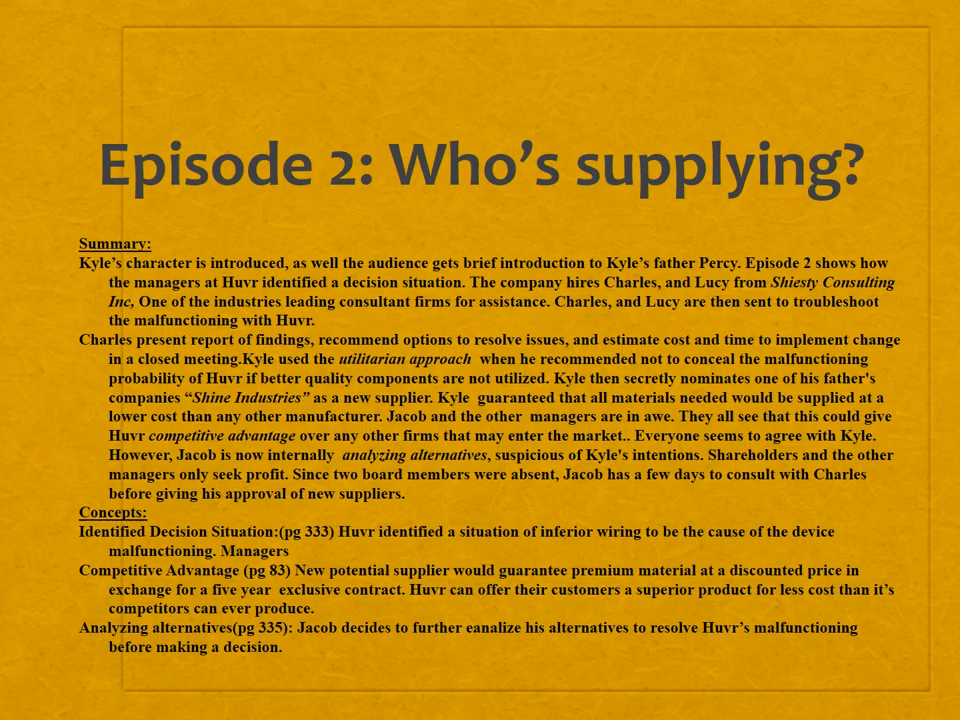 Episode 2: Who’s supplying?
Summary:
Kyle’s character is introduced, as well the audience gets brief introduction to Kyle’s father Percy. Episode 2 shows how
the managers at Huvr identified a decision situation. The company hires Charles, and Lucy from Shiesty Consulting
Inc, One of the industries leading consultant firms for assistance. Charles, and Lucy are then sent to troubleshoot
the malfunctioning with Huvr.
Charles present report of findings, recommend options to resolve issues, and estimate cost and time to implement change
in a closed meeting.Kyle used the utilitarian approach when he recommended not to conceal the malfunctioning
probability of Huvr if better quality components are not utilized. Kyle then secretly nominates one of his father's
companies “Shine Industries” as a new supplier. Kyle guaranteed that all materials needed would be supplied at a
lower cost than any other manufacturer. Jacob and the other managers are in awe. They all see that this could give
Huvr competitive advantage over any other firms that may enter the market.. Everyone seems to agree with Kyle.
However, Jacob is now internally analyzing alternatives, suspicious of Kyle's intentions. Shareholders and the other
managers only seek profit. Since two board members were absent, Jacob has a few days to consult with Charles
before giving his approval of new suppliers.
Concepts:
Identified Decision Situation:(pg 333) Huvr identified a situation of inferior wiring to be the cause of the device
malfunctioning. Managers
Competitive Advantage (pg 83) New potential supplier would guarantee premium material at a discounted price in
exchange for a five year exclusive contract. Huvr can offer their customers a superior product for less cost than it’s
competitors can ever produce.
Analyzing alternatives(pg 335): Jacob decides to further eanalize his alternatives to resolve Huvr’s malfunctioning
before making a decision.